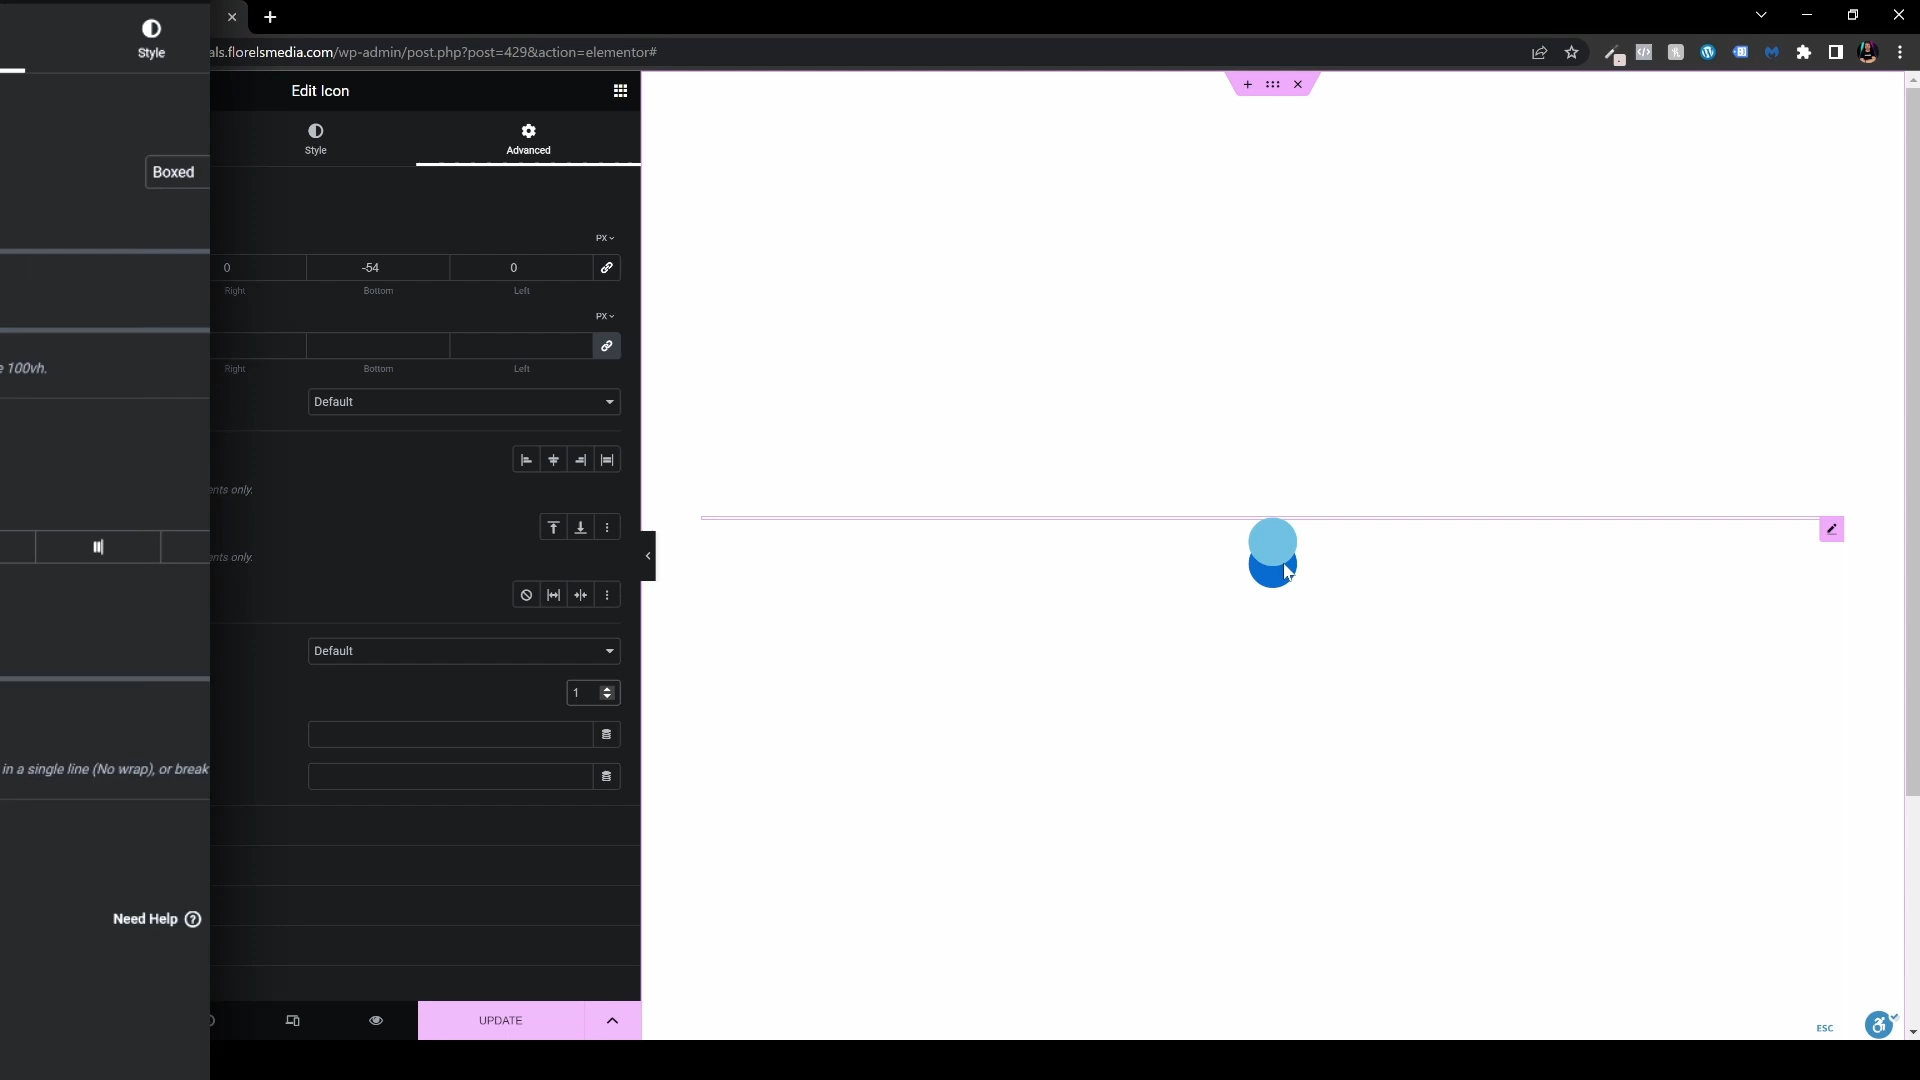 Style
als.florelsmedia.com/wp-admin/post.php?post=429&action=elementor#
Edit Icon
Style
Advanced
Boxed
PX
0 -54 0
Right Bottom Left
PX
Right Bottom Left
e 100vh.
Default
ents only.
ents only.
Default
1
in a single line (No wrap), or break
Need Help
UPDATE
ESC